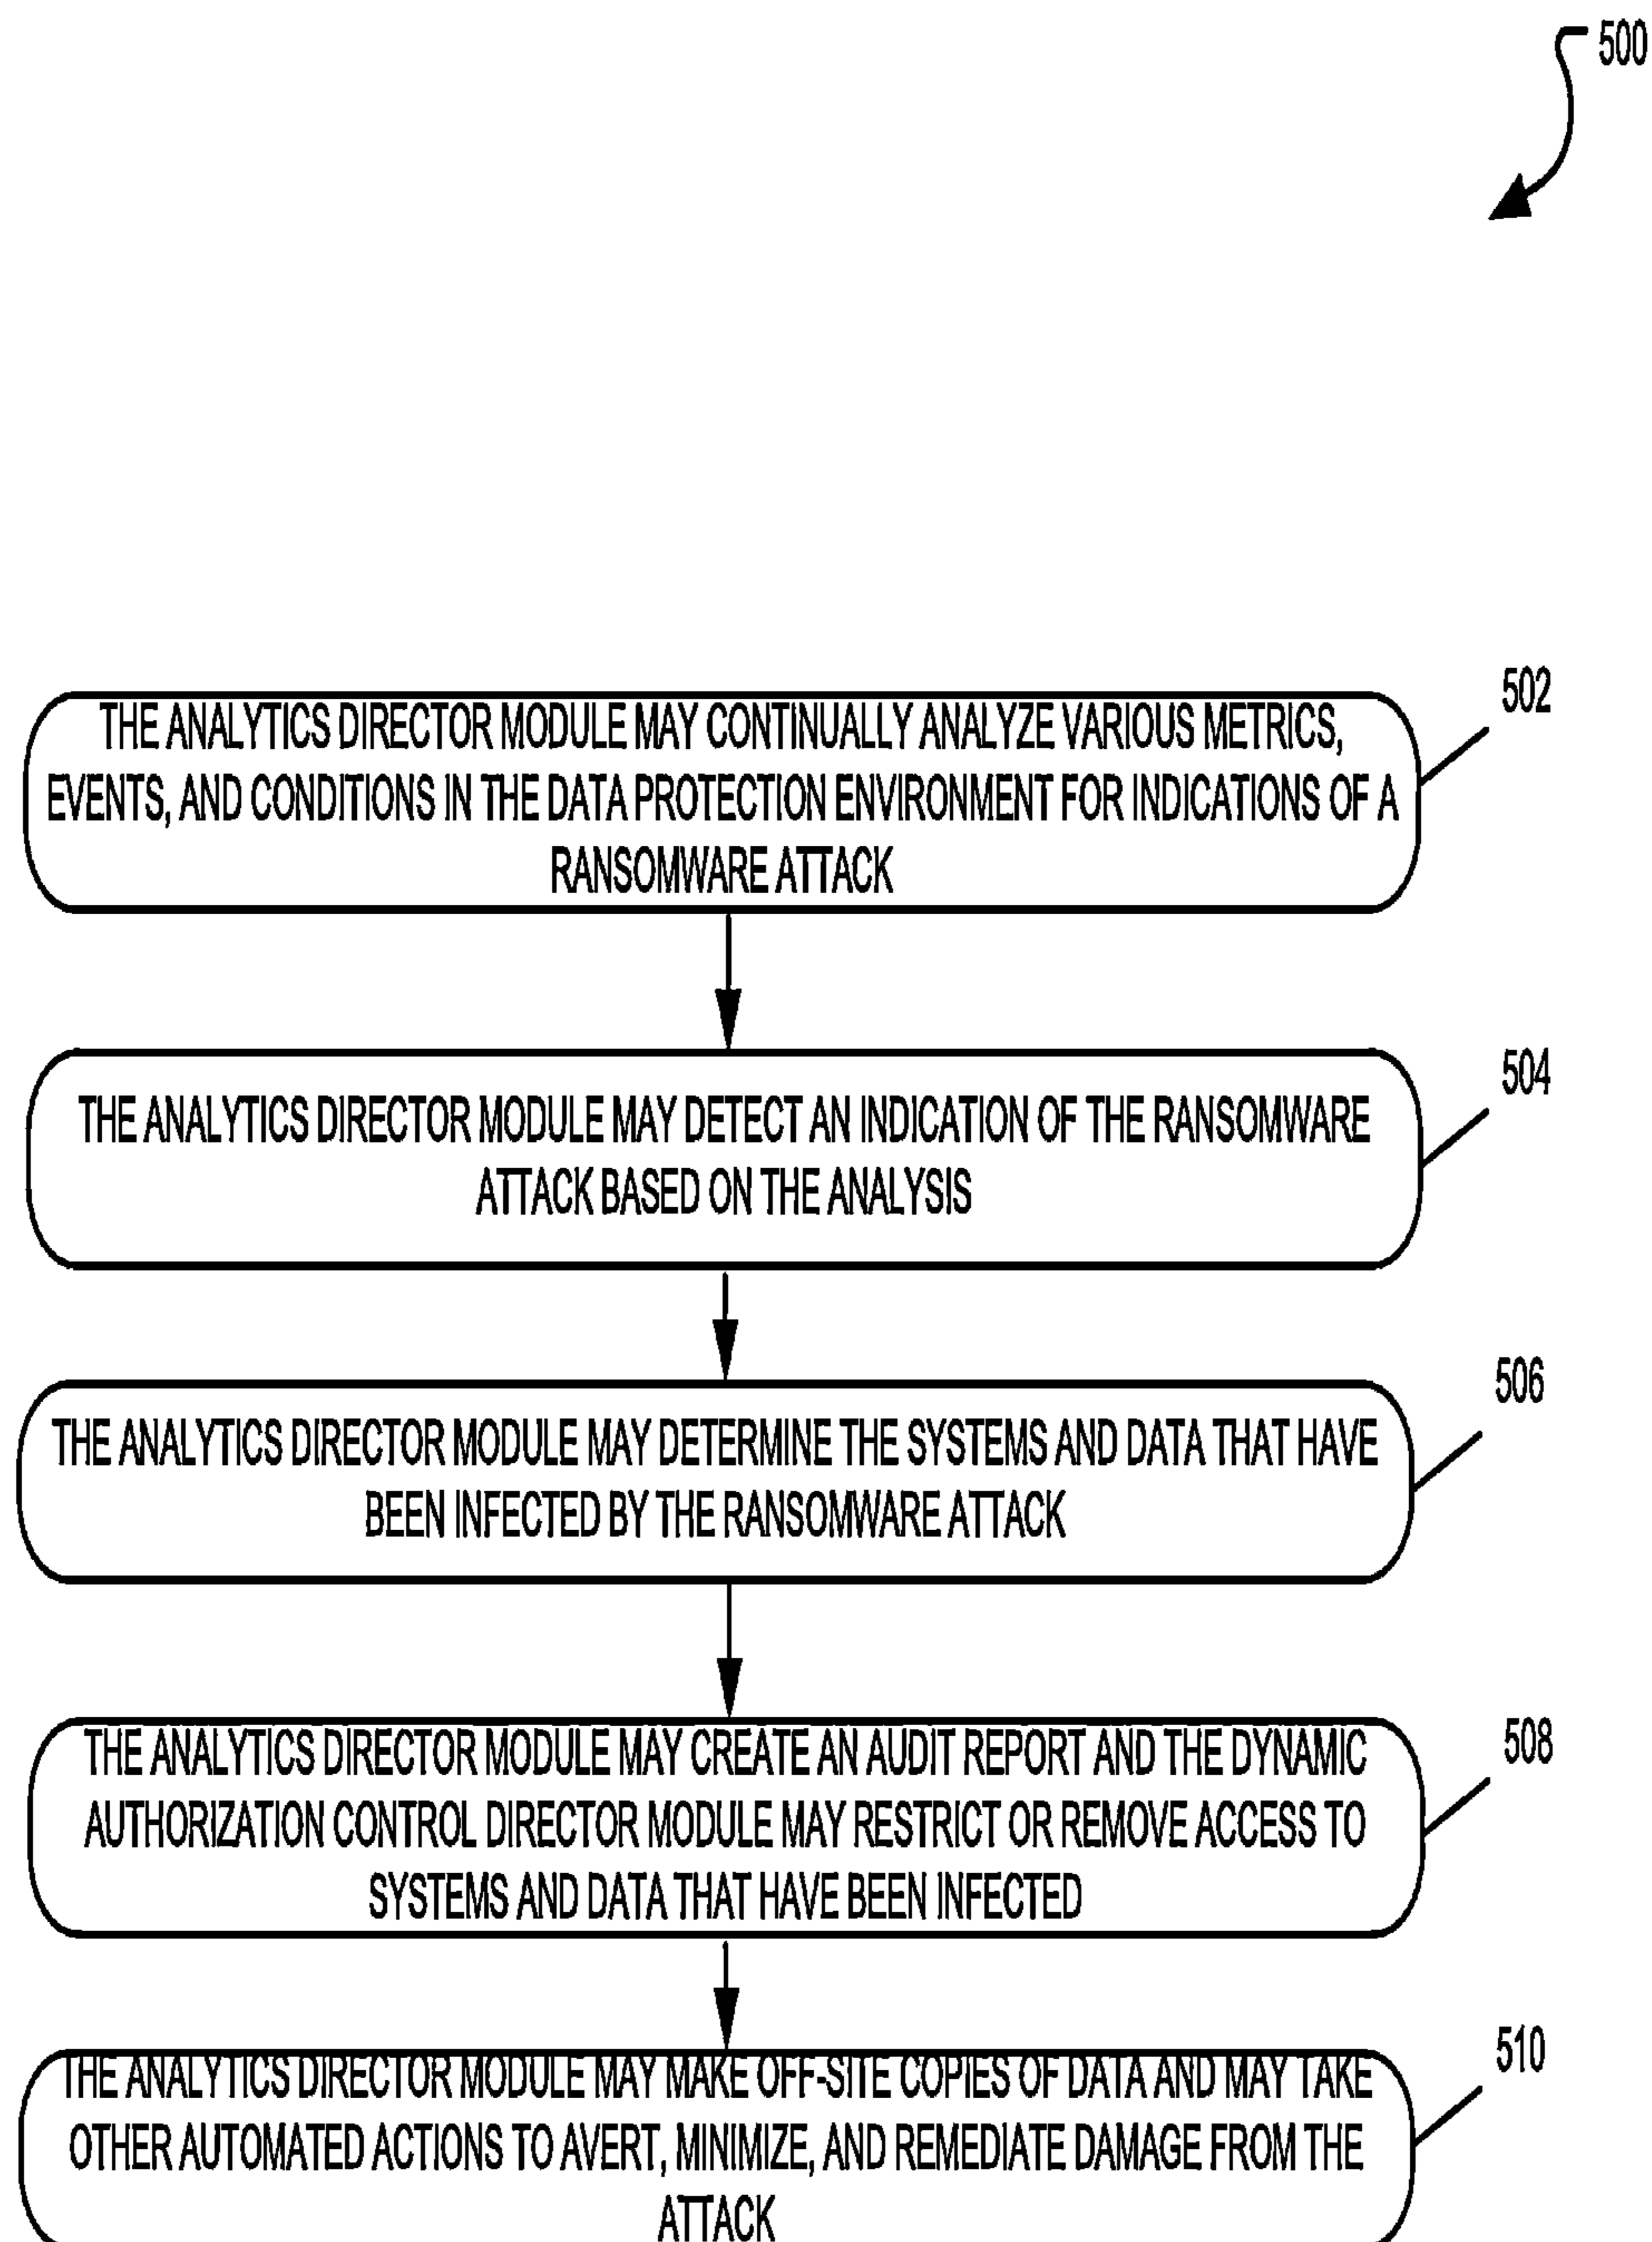 500
502
THE ANALYTICS DIRECTOR MODULE MAY CONTINUALLY ANALYZE VARIOUS METRICS,
EVENTS, AND CONDITIONS IN THE DATA PROTECTION ENVIRONMENT FOR INDICATIONS OF A
RANSOMWARE ATTACK
504
THE ANALYTICS DIRECTOR MODULE MAY DETECT AN INDICATION OF THE RANSOMWARE
ATTACK BASED ON THE ANALYSIS
506
THE ANALYTICS DIRECTOR MODULE MAY DETERMINE THE SYSTEMS AND DATA THAT HAVE
BEEN INFECTED BY THE RANSOMWARE ATTACK
508
THE ANALYTICS DIRECTOR MODULE MAY CREATE AN AUDIT REPORT AND THE DYNAMIC
AUTHORIZATION CONTROL DIRECTOR MODULE MAY RESTRICT OR REMOVE ACCESS TO
SYSTEMS AND DATA THAT HAVE BEEN INFECTED
510
THE ANALYTICS DIRECTOR MODULE MAY MAKE OFF-SITE COPIES OF DATA AND MAY TAKE
OTHER AUTOMATED ACTIONS TO AVERT, MINIMIZE, AND REMEDIATE DAMAGE FROM THE
ATTACK